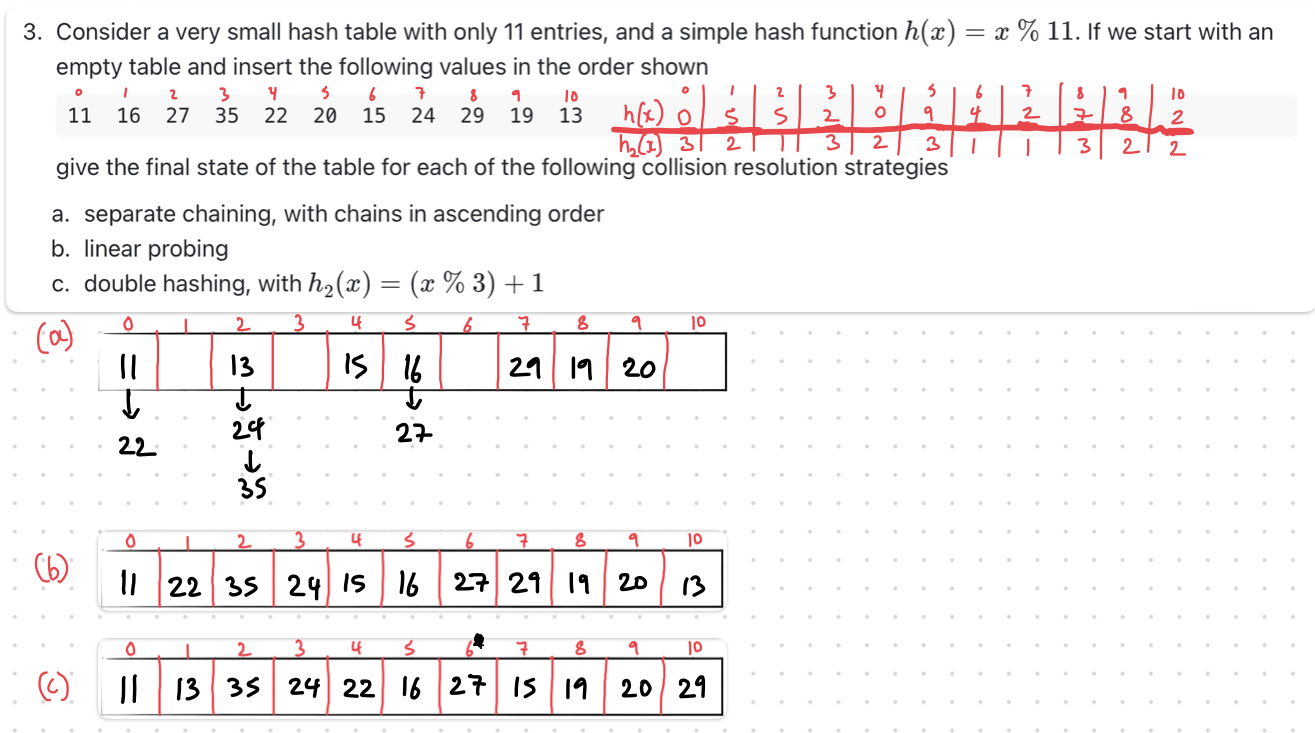 3. Consider a very small hash table with only 11 entries, and a simple hash function h(x) = x % 11. If we start with an
empty table and insert the following values in the order shown
0 1 2 3 4 5 6 7 8 9 10
11 16 27 35 22 20 15 24 29 19 13
0 1 2 3 4 5 6 7 8 9 10
h(x) 0 5 5 2 0 9 4 2 7 8 2
h₂(x) 3 2 1 3 2 3 1 1 3 2 2
give the final state of the table for each of the following collision resolution strategies
a. separate chaining, with chains in ascending order
b. linear probing
c. double hashing, with h₂(x) = (x % 3) + 1
(a) 0 1 2 3 4 5 6 7 8 9 10
11 13 15 16 29 19 20
↓ ↓ ↓
22 24 27
↓
35
(b) 0 1 2 3 4 5 6 7 8 9 10
11 22 35 24 15 16 27 29 19 20 13
(c) 0 1 2 3 4 5 6 7 8 9 10
11 13 35 24 22 16 27 15 19 20 29